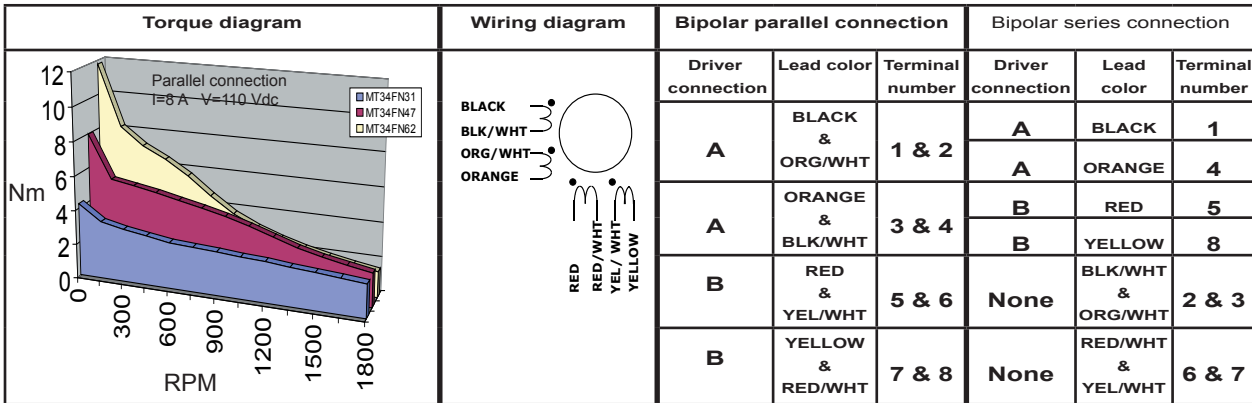 Torque diagram
Wiring diagram
Bipolar parallel connection
Bipolar series connection
Parallel connection
I=8 A V=110 Vdc
MT34FN31
MT34FN47
MT34FN62
12
10
8
6
4
2
0
Nm
0
300
600
900
1200
1500
1800
RPM
BLACK
BLK/WHT
ORG/WHT
ORANGE
RED
RED/WHT
YEL/ WHT
YELLOW
Driver
connection
Lead color
Terminal
number
A
BLACK
&
ORG/WHT
1 & 2
A
ORANGE
&
BLK/WHT
3 & 4
B
RED
&
YEL/WHT
5 & 6
B
YELLOW
&
RED/WHT
7 & 8
Driver
connection
Lead
color
Terminal
number
A BLACK 1
A ORANGE 4
B RED 5
B YELLOW 8
None
BLK/WHT
&
ORG/WHT
2 & 3
None
RED/WHT
&
YEL/WHT
6 & 7